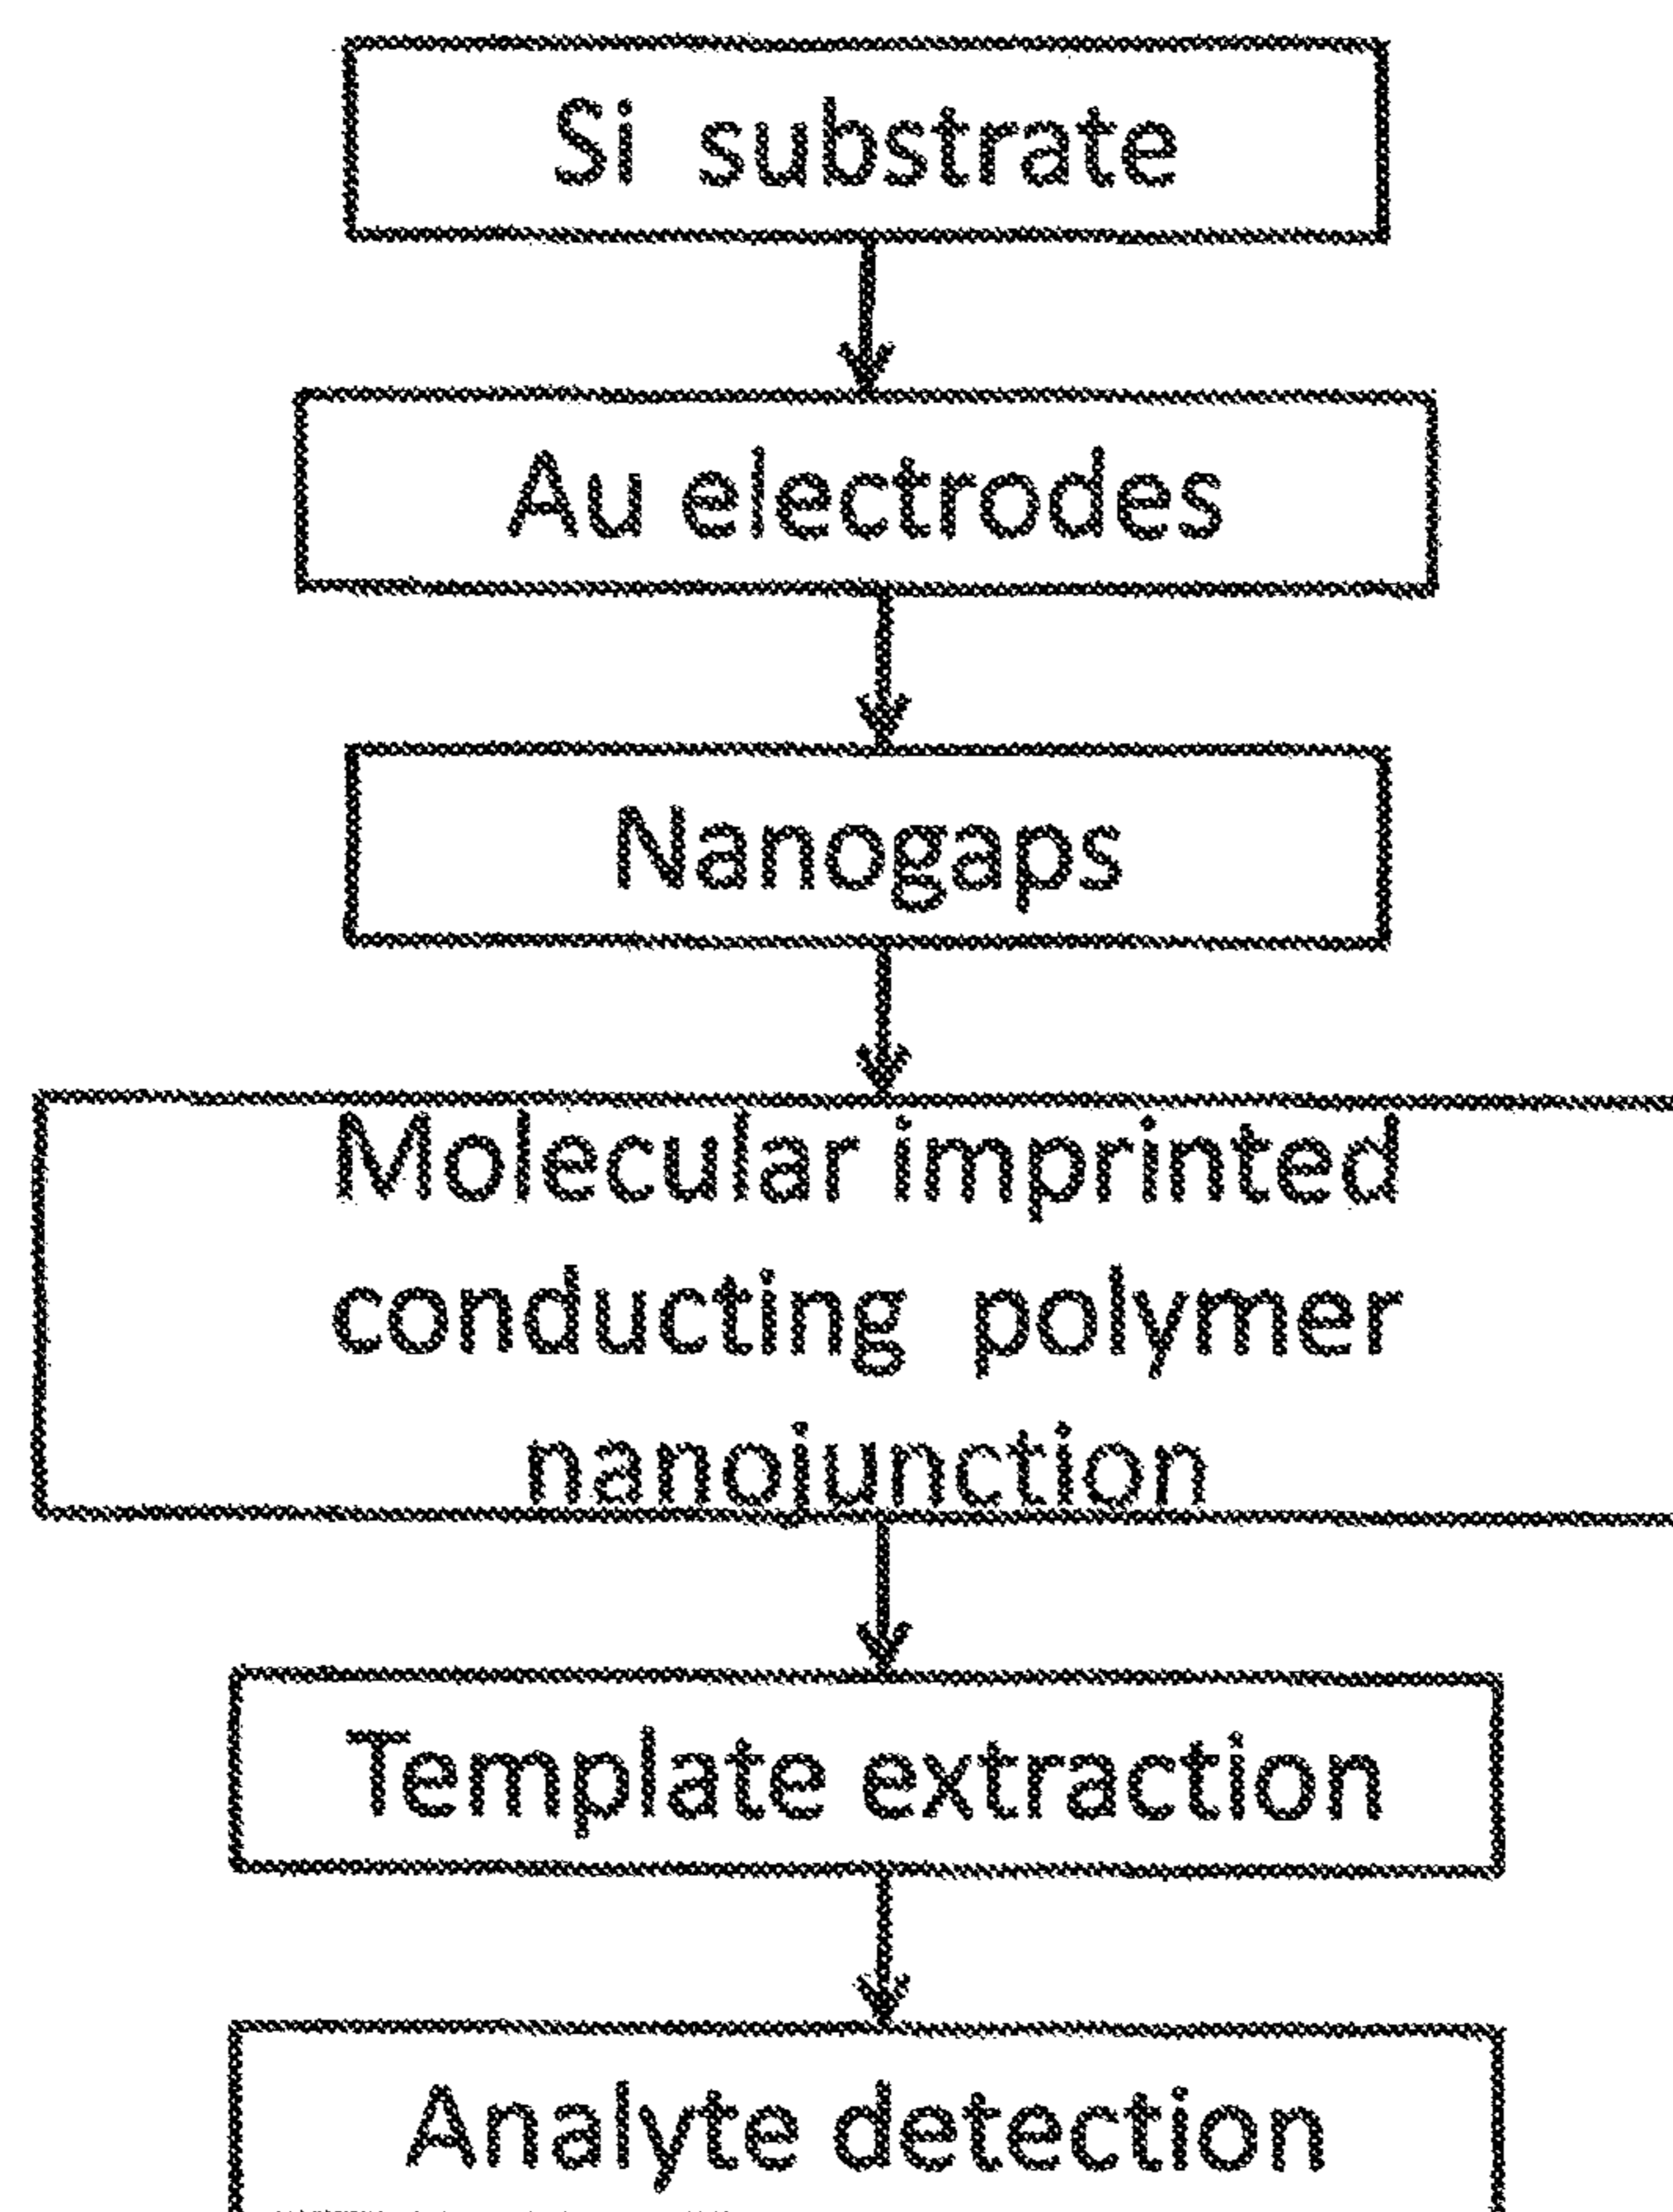 Si substrate
Au electrodes
Nanogaps
Molecular imprinted
conducting polymer
nanojunction
Template extraction
Analyte detection